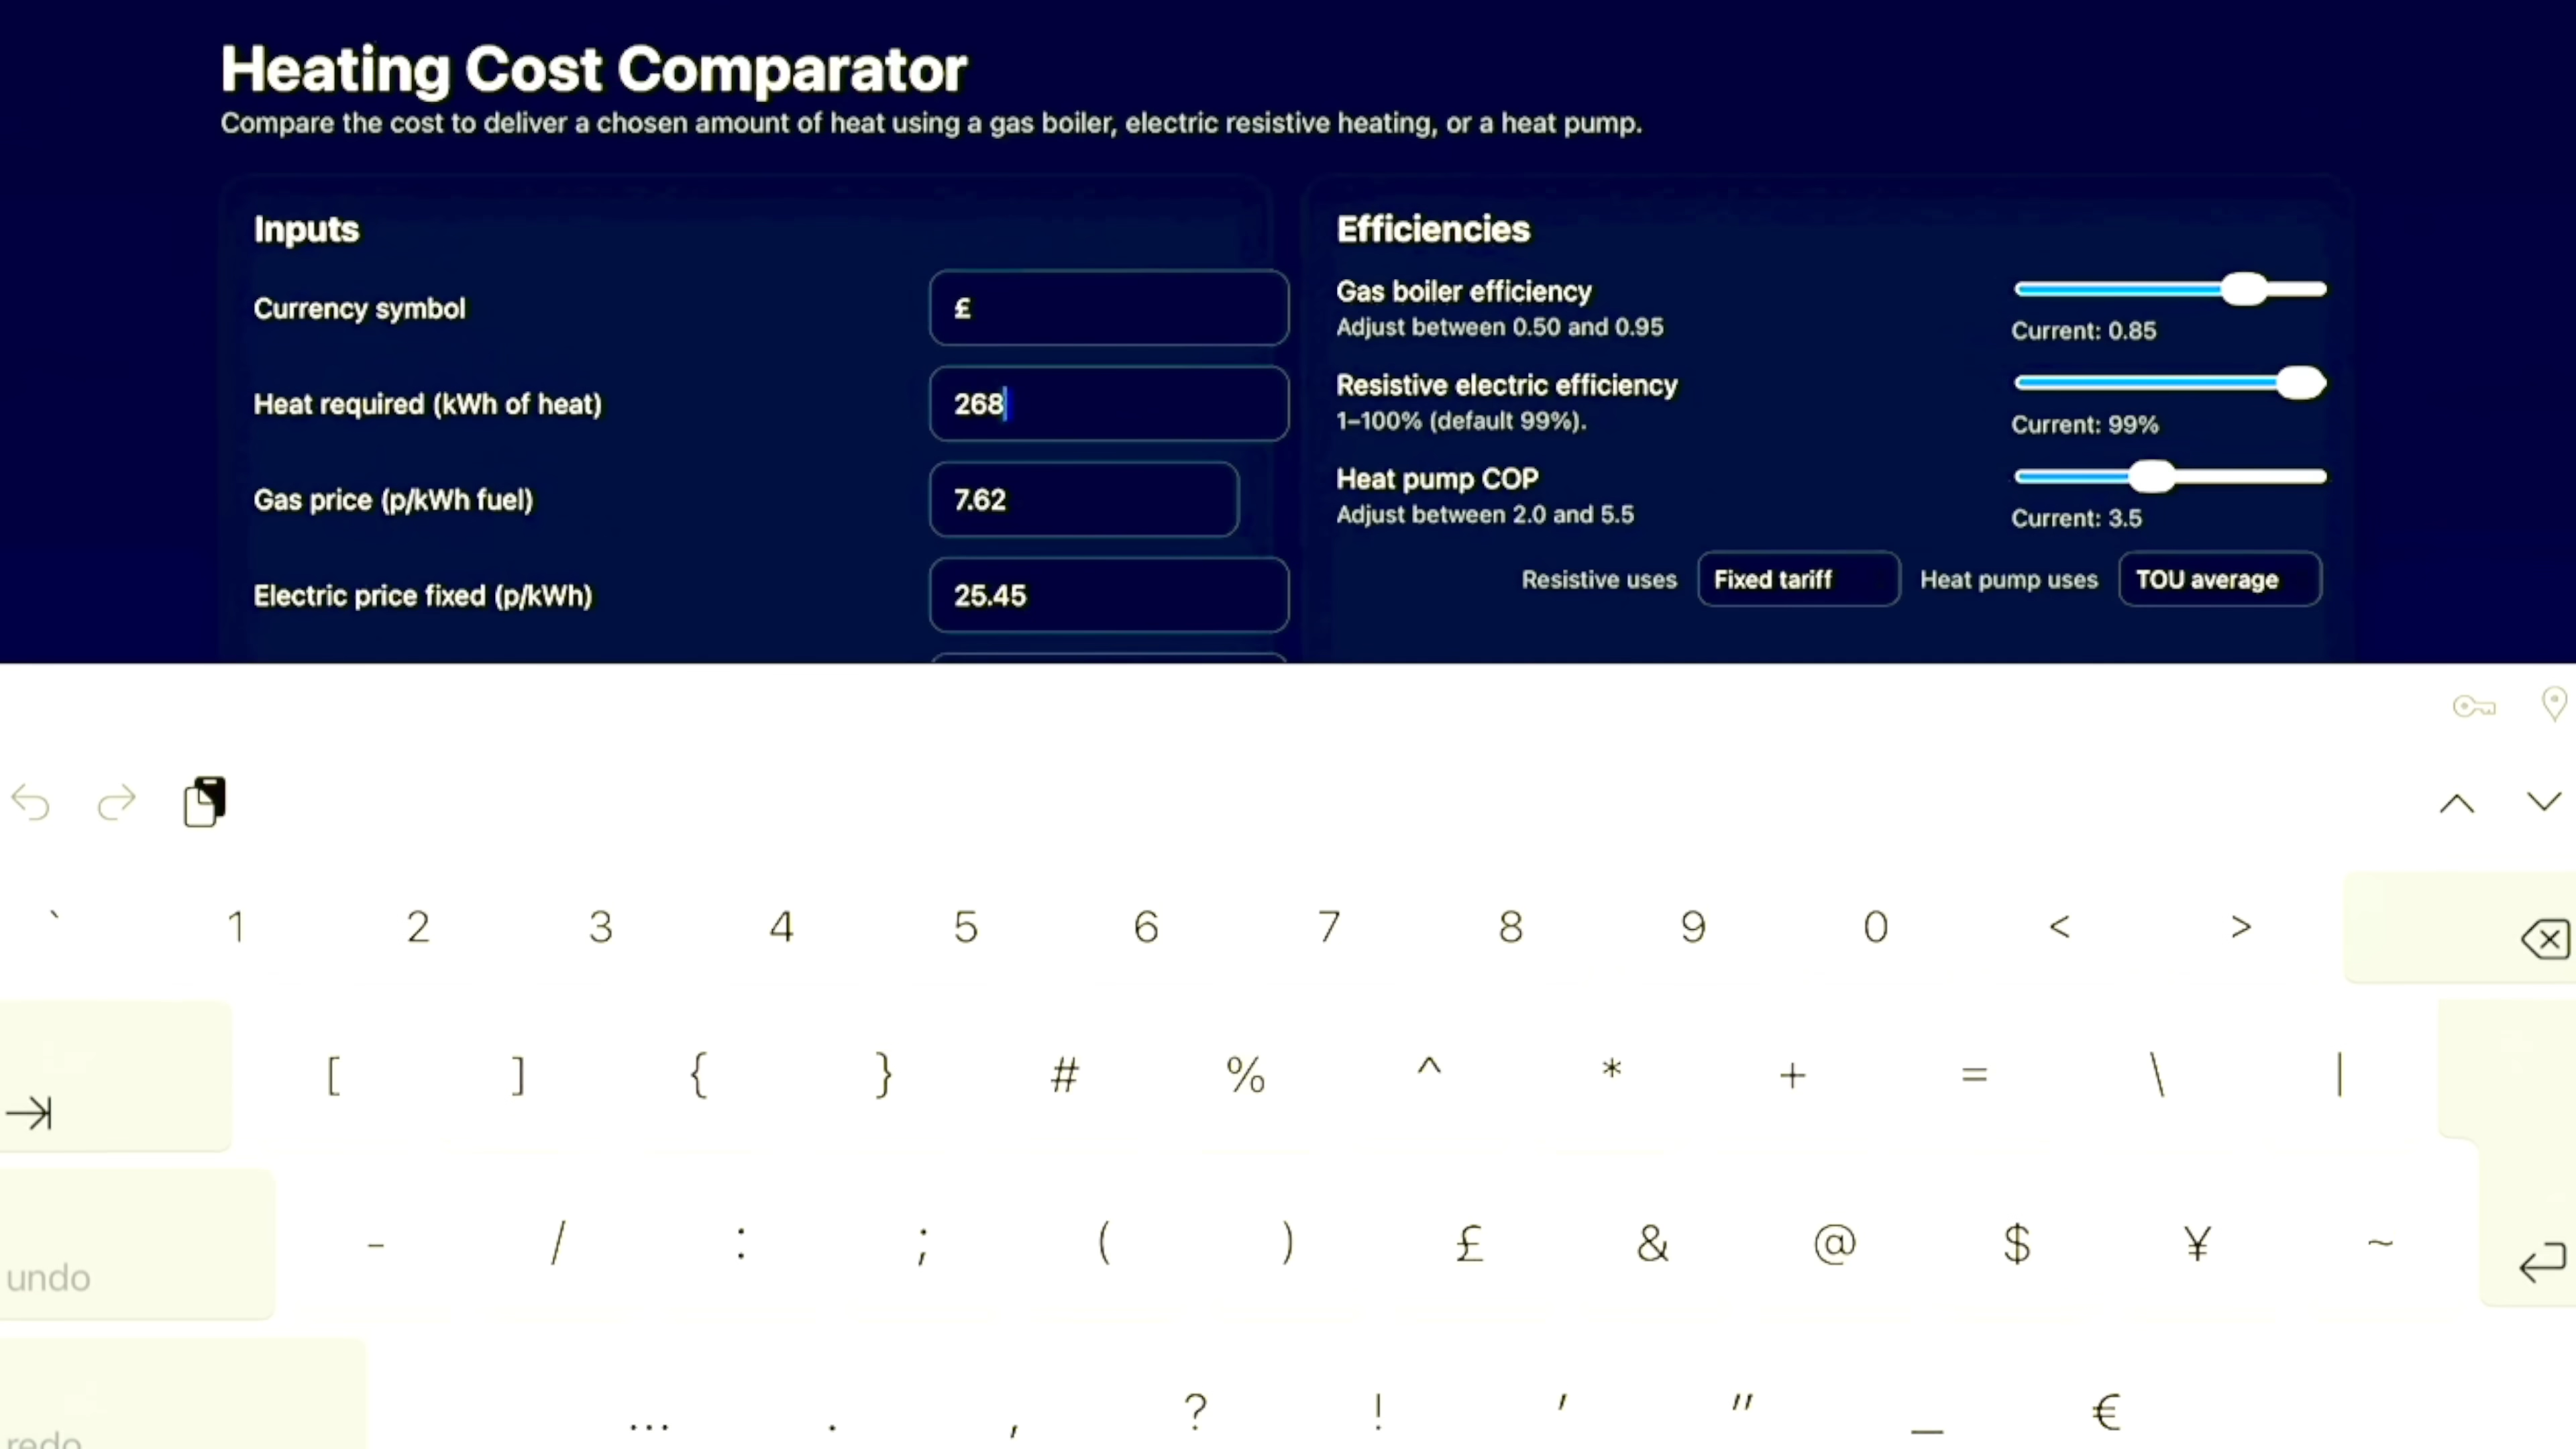 Heating Cost Comparator
Compare the cost to deliver a chosen amount of heat using a gas boiler, electric resistive heating, or a heat pump.
Inputs
Currency symbol
£
Heat required (kWh of heat)
268
Gas price (p/kWh fuel)
7.62
Electric price fixed (p/kWh)
25.45
Efficiencies
Gas boiler efficiency
Adjust between 0.50 and 0.95
Current: 0.85
Resistive electric efficiency
1–100% (default 99%).
Current: 99%
Heat pump COP
Adjust between 2.0 and 5.5
Current: 3.5
Resistive uses Fixed tariff Heat pump uses TOU average
` 1 2 3 4 5 6 7 8 9 0 < >
[ ] { } # % ^ * + = \ |
undo - / : ; ( ) £ & @ $ ¥ ~
redo … . , ? ! ' " _ €